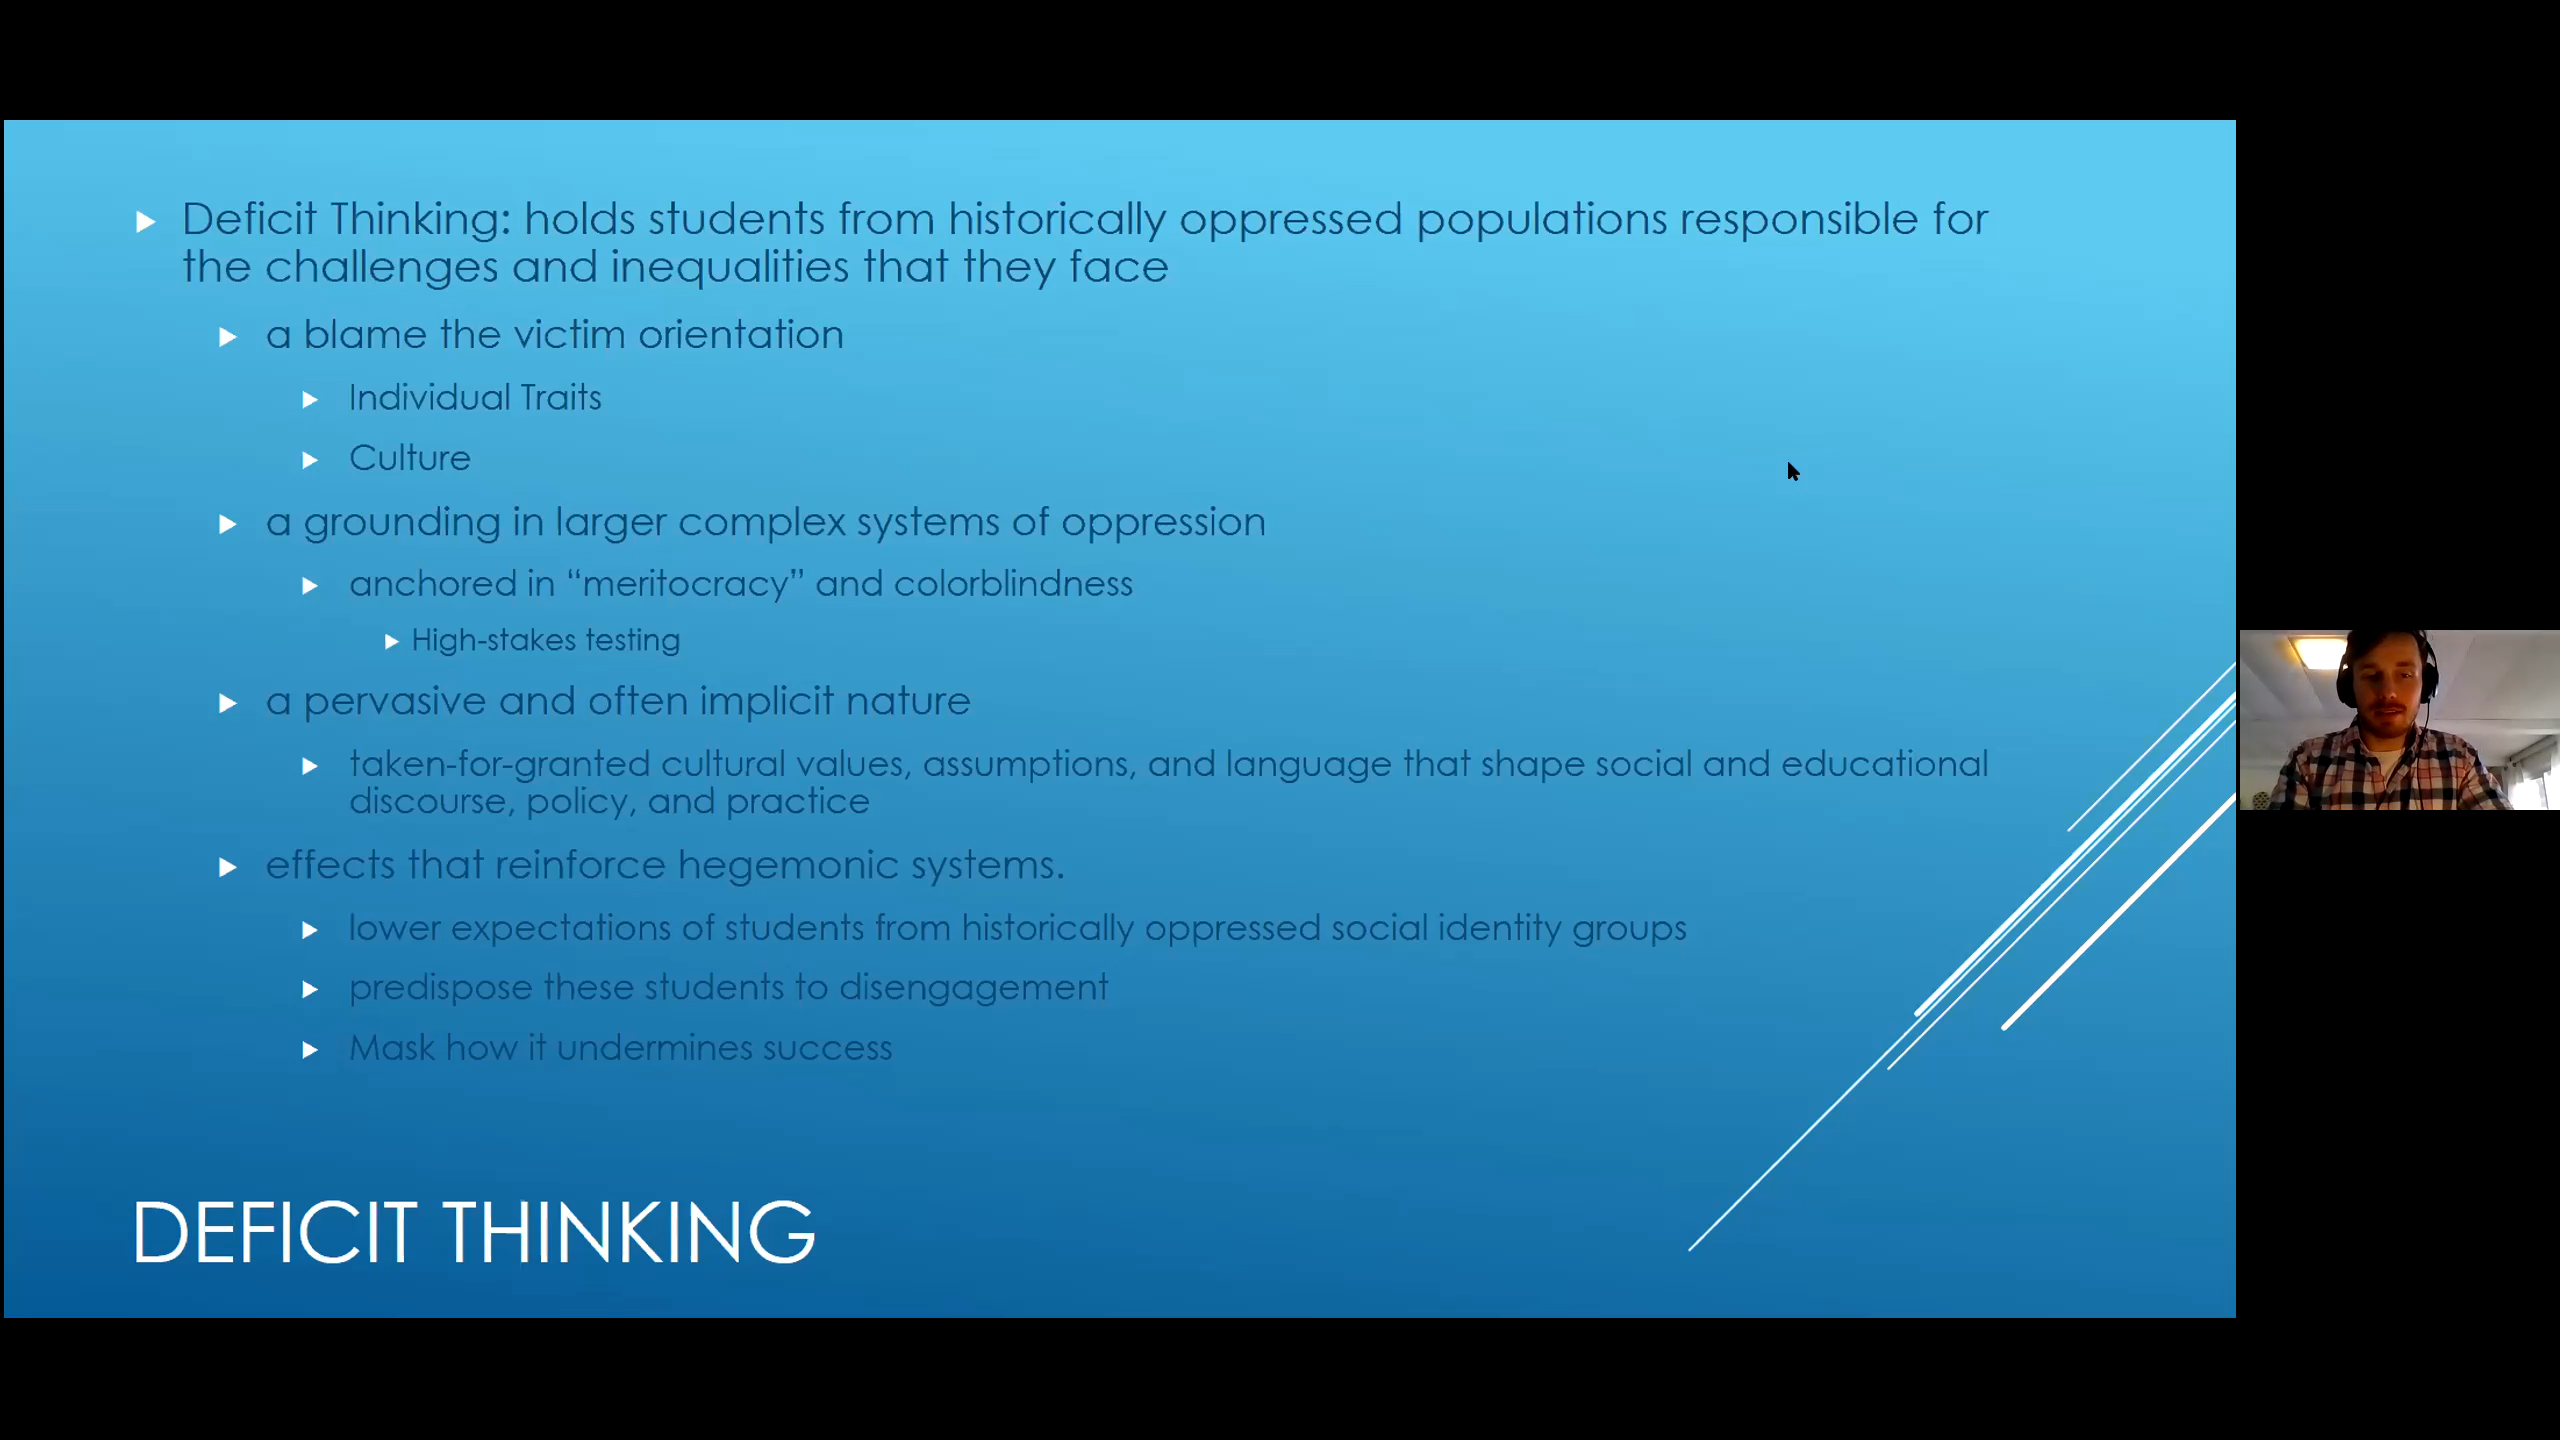 Deficit Thinking: holds students from historically oppressed populations responsible for
the challenges and inequalities that they face
a blame the victim orientation
Individual Traits
Culture
a grounding in larger complex systems of oppression
anchored in “meritocracy” and colorblindness
High-stakes testing
a pervasive and often implicit nature
taken-for-granted cultural values, assumptions, and language that shape social and educational
discourse, policy, and practice
effects that reinforce hegemonic systems.
lower expectations of students from historically oppressed social identity groups
predispose these students to disengagement
Mask how it undermines success
DEFICIT THINKING